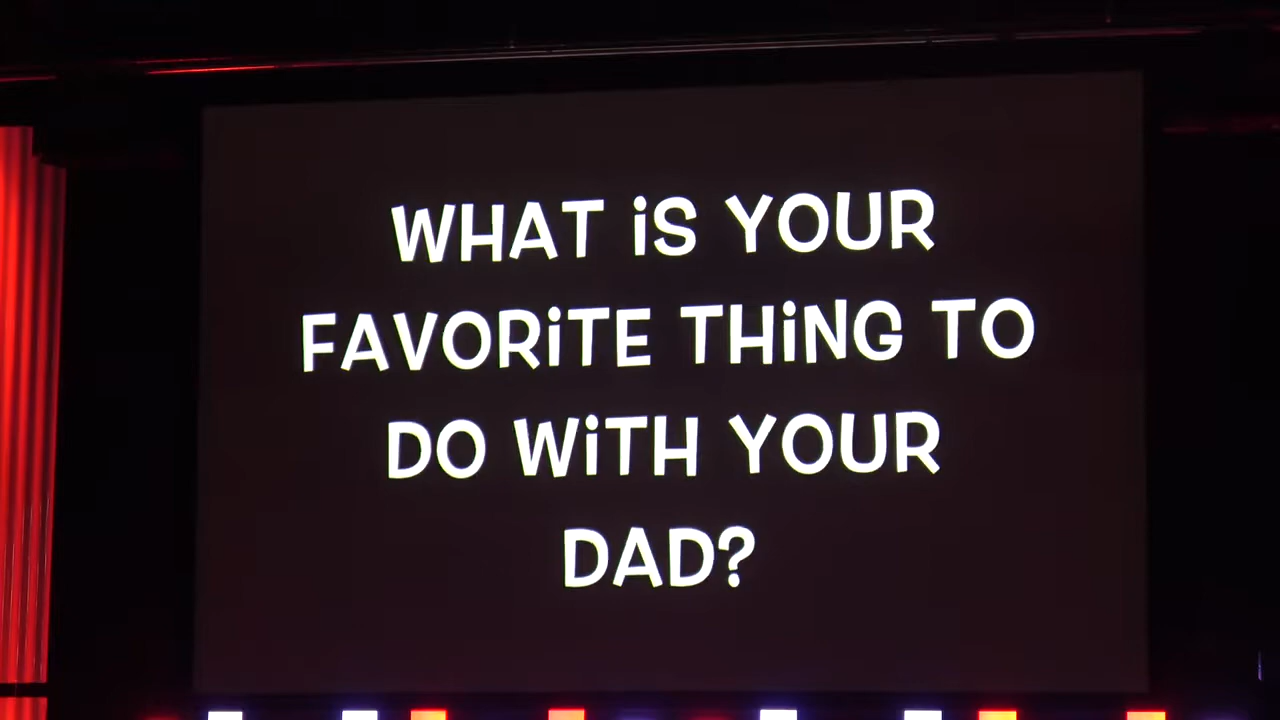 WHAT iS YOUR
FAVORiTE THiNG TO
DO WiTH YOUR
DAD?